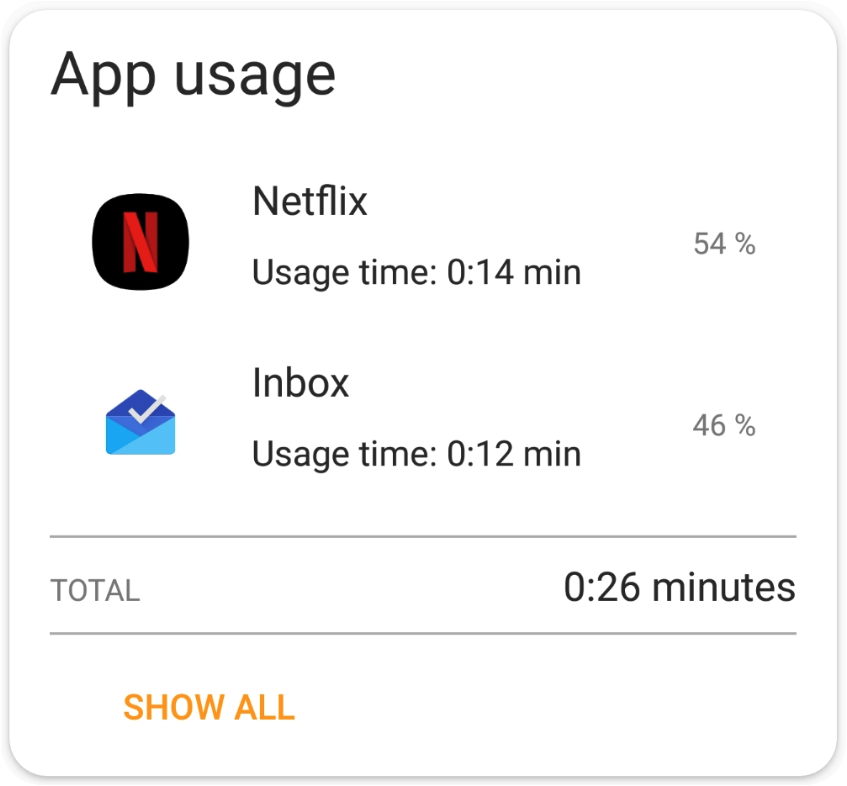 App usage
Netflix
Usage time: 0:14 min
54 %
Inbox
Usage time: 0:12 min
46 %
TOTAL
0:26 minutes
SHOW ALL